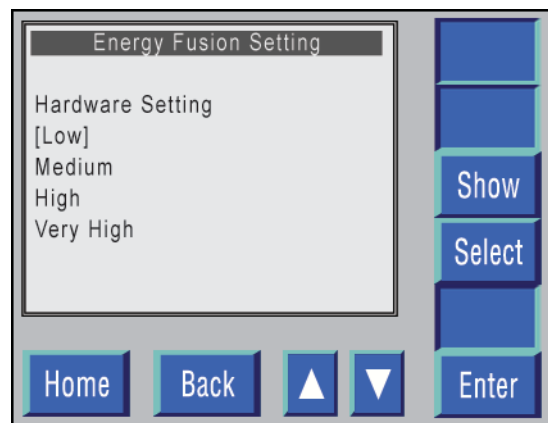 Energy Fusion Setting
Hardware Setting
[Low]
Medium
High
Very High
Show
Select
Home
Back
Enter